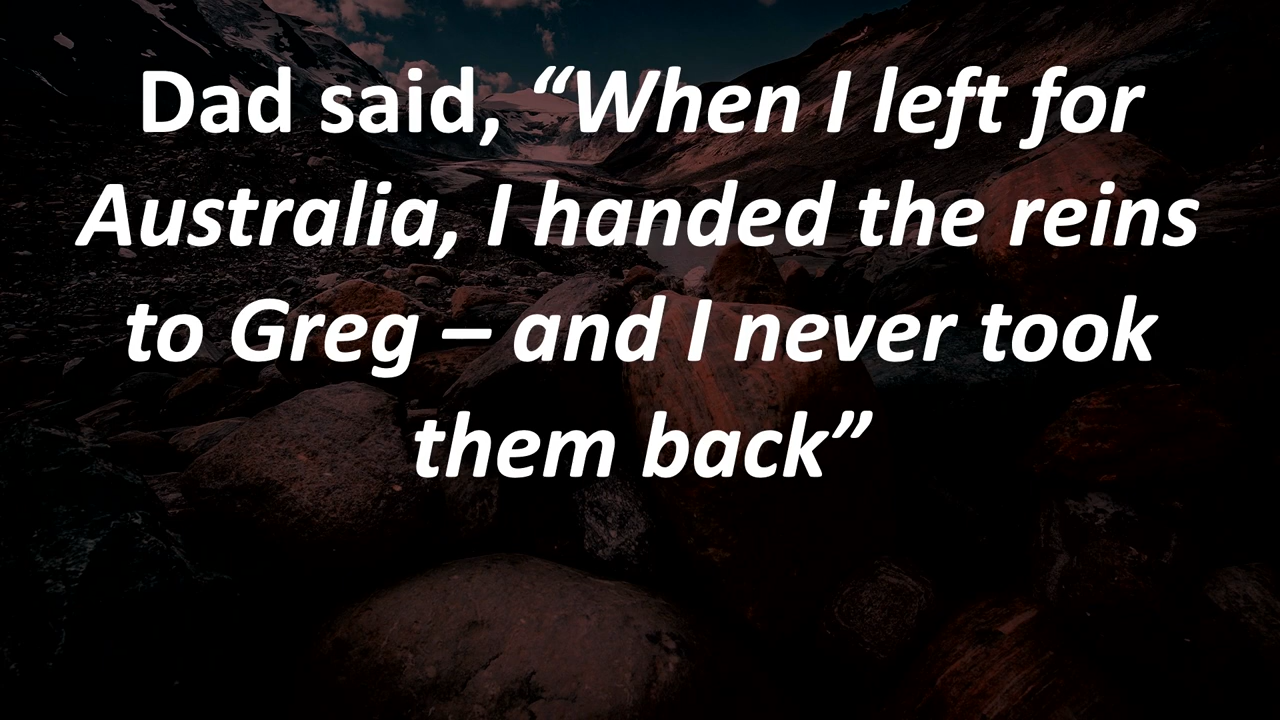 Dad said, “When I left for
Australia, I handed the reins
to Greg – and I never took
them back”